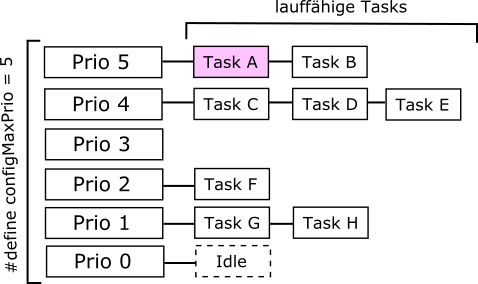 lauffähige Tasks
#define configMaxPrio = 5
Prio 5 Task A Task B
Prio 4 Task C Task D Task E
Prio 3
Prio 2 Task F
Prio 1 Task G Task H
Prio 0 Idle